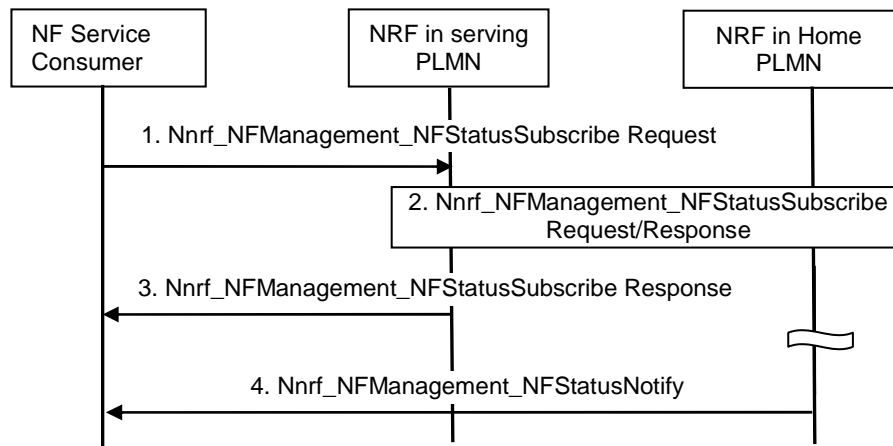 NF Service
Consumer
NRF in serving
PLMN
NRF in Home
PLMN
1. Nnrf_NFManagement_NFStatusSubscribe Request
2. Nnrf_NFManagement_NFStatusSubscribe
Request/Response
3. Nnrf_NFManagement_NFStatusSubscribe Response
4. Nnrf_NFManagement_NFStatusNotify